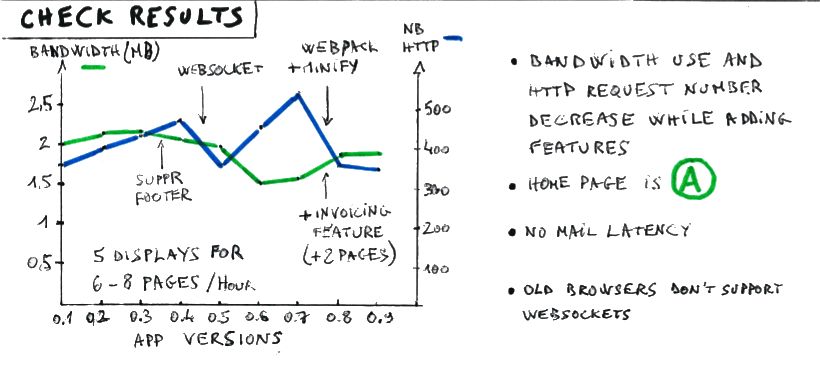 CHECK RESULTS
BANDWIDTH (MB)
NB
HTTP
WEBSOCKET
WEBPACK
+MINIFY
2,5
2
1,5
1
0,5
500
400
300
200
100
SUPPR
FOOTER
+INVOICING
FEATURE
(+2 PAGES)
5 DISPLAYS FOR
6-8 PAGES/HOUR
0.1 0.2 0.3 0.4 0.5 0.6 0.7 0.8 0.9
APP VERSIONS
• BANDWIDTH USE AND
HTTP REQUEST NUMBER
DECREASE WHILE ADDING
FEATURES
• HOME PAGE IS A
• NO MAIL LATENCY
• OLD BROWSERS DON'T SUPPORT
WEBSOCKETS